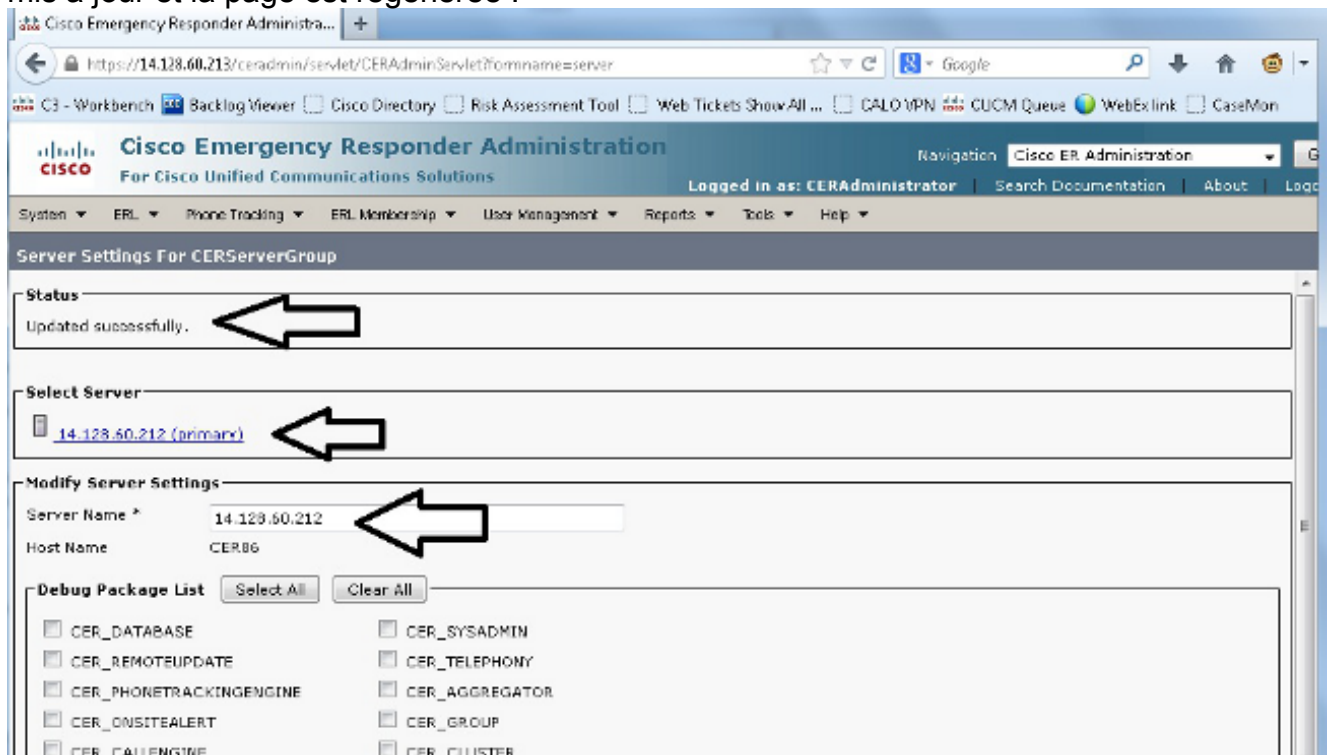 mis à jour et la page est régénérée :
Cisco Emergency Responder Administra... +
https://14.128.60.213/ceradmin/servlet/CERAdminServlet?formname=server
Google
C3 - Workbench Backlog Viewer Cisco Directory Risk Assessment Tool Web Tickets Show All ... CALO VPN CUCM Queue WebEx link CaseMon
CISCO
Cisco Emergency Responder Administration
For Cisco Unified Communications Solutions
Navigation Cisco ER Administration G
Logged in as: CERAdministrator | Search Documentation | About | Logo
System ERL Phone Tracking ERL Membership User Management Reports Tools Help
Server Settings For CERServerGroup
Status
Updated successfully.
Select Server
14.128.60.212 (primary)
Modify Server Settings
Server Name * 14.128.60.212
Host Name CER86
Debug Package List Select All Clear All
CER_DATABASE CER_SYSADMIN
CER_REMOTEUPDATE CER_TELEPHONY
CER_PHONETRACKINGENGINE CER_AGGREGATOR
CER_ONSITEALERT CER_GROUP
CER_CALLENGINE CER_CLUSTER